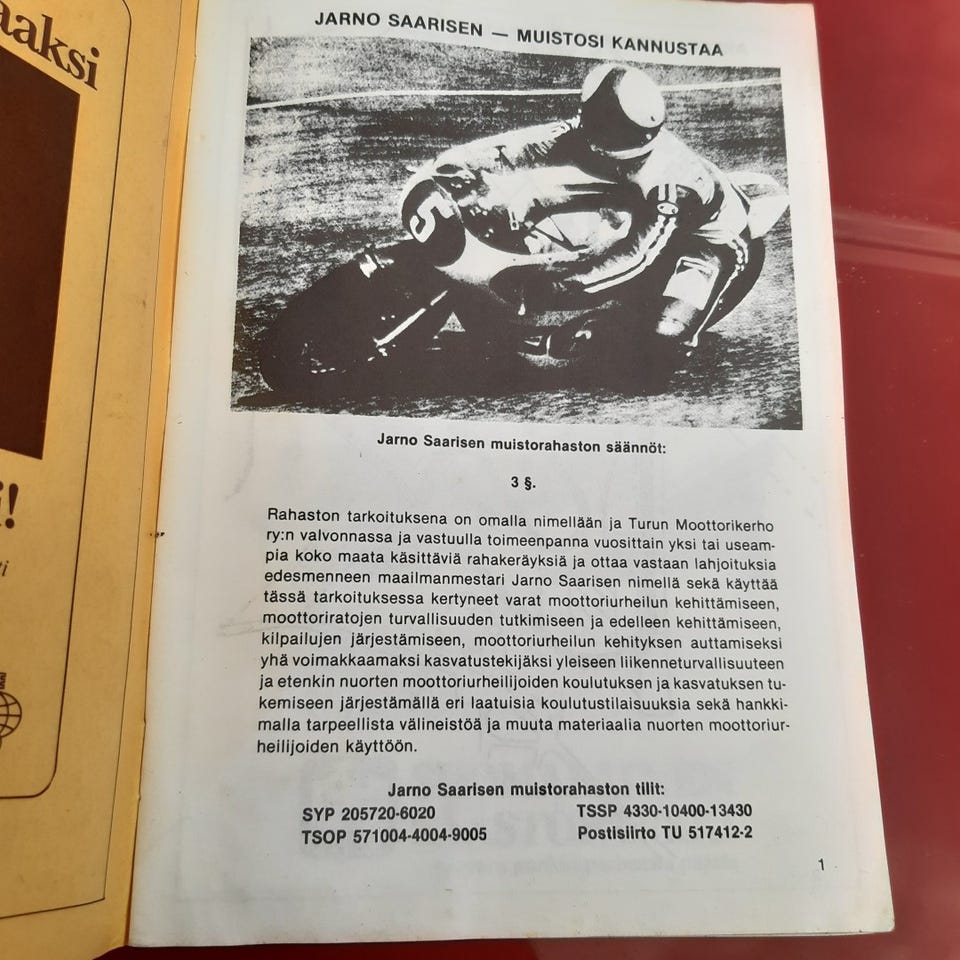 aaksi
i!
ti
JARNO SAARISEN — MUISTOSI KANNUSTAA
5
Jarno Saarisen muistorahaston säännöt:
3 §.
Rahaston tarkoituksena on omalla nimellään ja Turun Moottorikerho
ry:n valvonnassa ja vastuulla toimeenpanna vuosittain yksi tai useam-
pia koko maata käsittäviä rahakeräyksiä ja ottaa vastaan lahjoituksia
edesmenneen maailmanmestari Jarno Saarisen nimellä sekä käyttää
tässä tarkoituksessa kertyneet varat moottoriurheilun kehittämiseen,
moottoriratojen turvallisuuden tutkimiseen ja edelleen kehittämiseen,
kilpailujen järjestämiseen, moottoriurheilun kehityksen auttamiseksi
yhä voimakkaamaksi kasvatustekijäksi yleiseen liikenneturvallisuuteen
ja etenkin nuorten moottoriurheilijoiden koulutuksen ja kasvatuksen tu-
kemiseen järjestämällä eri laatuisia koulutustilaisuuksia sekä hankki-
malla tarpeellista välineistöä ja muuta materiaalia nuorten moottoriur-
heilijoiden käyttöön.
Jarno Saarisen muistorahaston tilit:
SYP 205720-6020 TSSP 4330-10400-13430
TSOP 571004-4004-9005 Postisiirto TU 517412-2
1